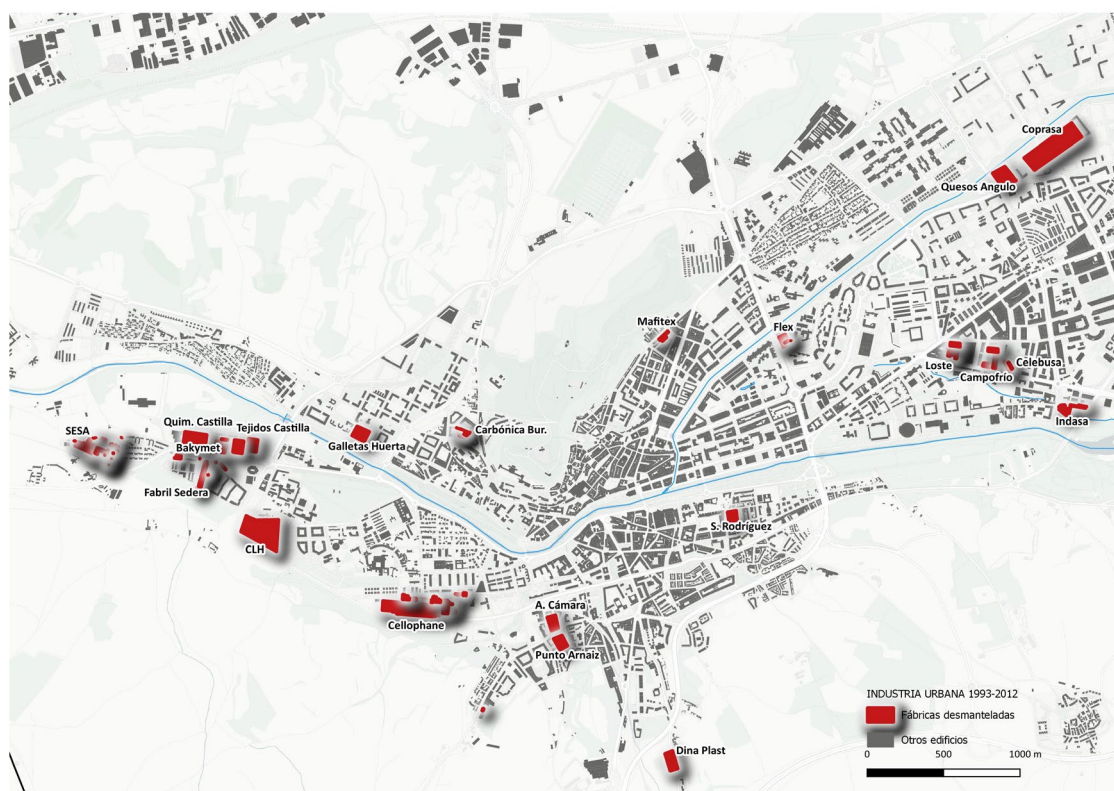 Coprasa
Quesos Angulo
Mafitex
Flex
Loste
Celebusa
Campofrío
Indasa
SESA
Quim. Castilla
Tejidos Castilla
Bakymet
Galletas Huerta
Carbónica Bur.
Fabril Sedera
S. Rodríguez
CLH
Cellophane
A. Cámara
Punto Arnaiz
Dina Plast
INDUSTRIA URBANA 1993-2012
Fábricas desmanteladas
Otros edificios
0 500 1000 m